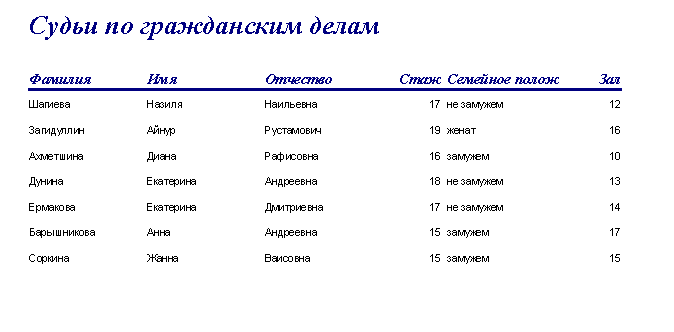 Судьи по гражданским делам
Фамилия Имя Отчество Стаж Семейное полож Зал
Шагиева Назиля Наильевна 17 не замужем 12
Загидуллин Айнур Рустамович 19 женат 16
Ахметшина Диана Рафисовна 16 замужем 10
Дунина Екатерина Андреевна 18 не замужем 13
Ермакова Екатерина Дмитриевна 17 не замужем 14
Барышникова Анна Андреевна 15 замужем 17
Соркина Жанна Ваисовна 15 замужем 15